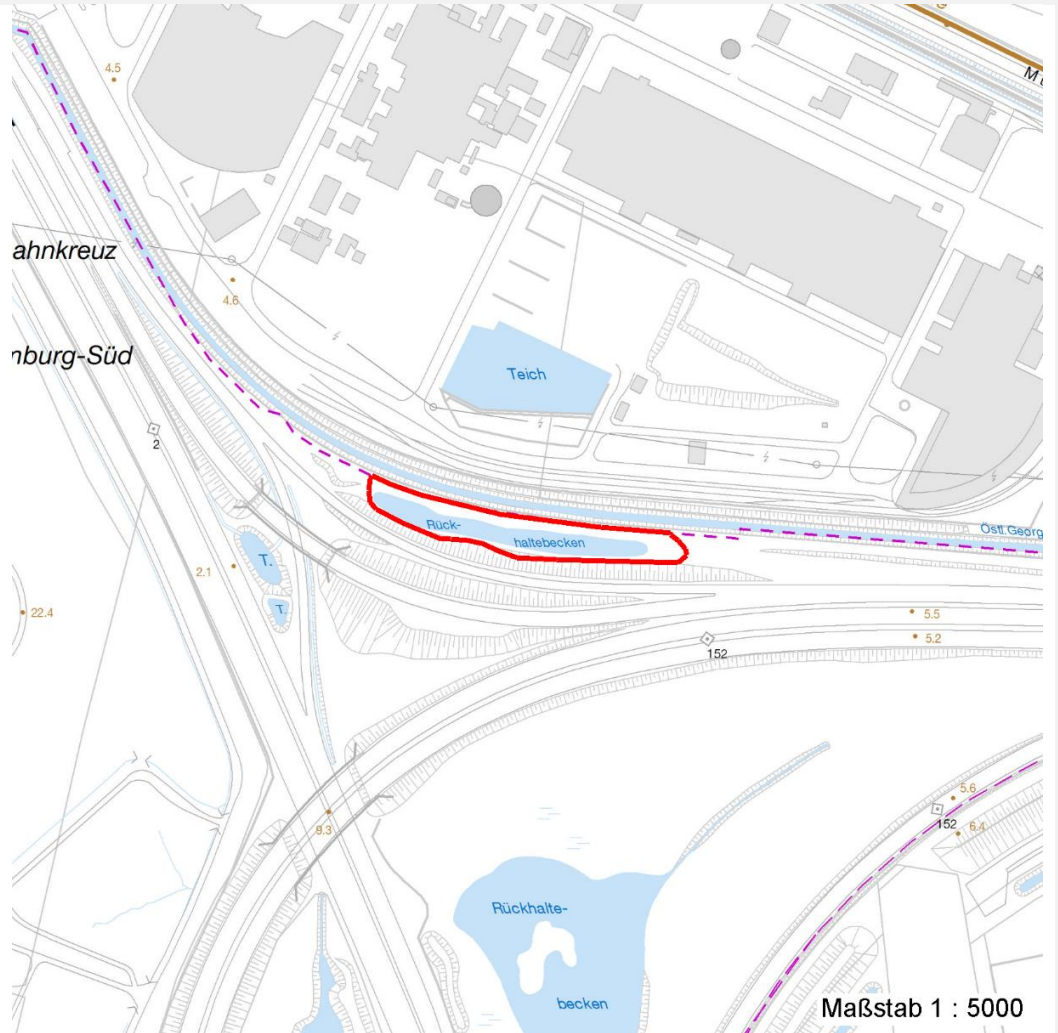 4.5
ahnkreuz
4.6
nburg-Süd
2
Teich
Rück-
haltebecken
Östl.Georg
T.
2.1
T.
22.4
5.5
5.2
152
9.3
5.6
152
6.4
Rückhalte-
becken
Maßstab 1 : 5000